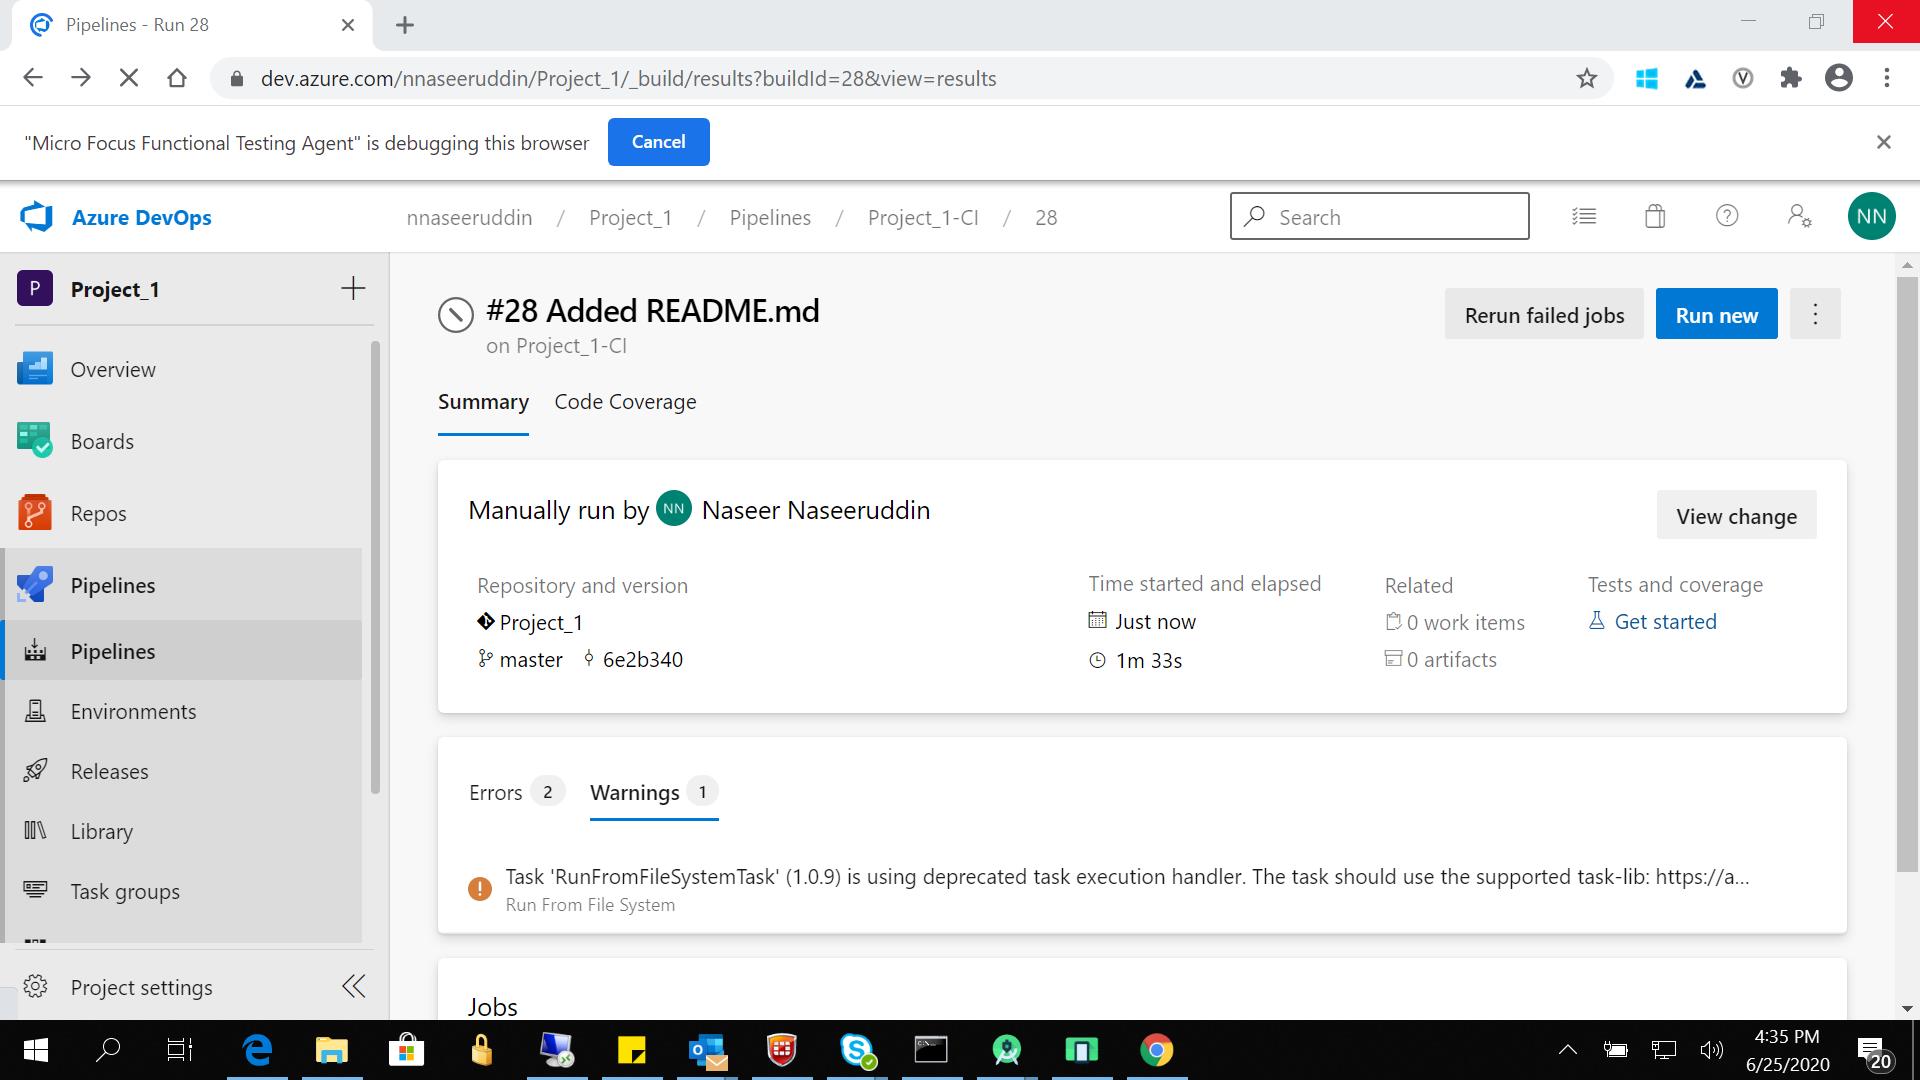 Pipelines - Run 28
dev.azure.com/nnaseeruddin/Project_1/_build/results?buildId=28&view=results
"Micro Focus Functional Testing Agent" is debugging this browser
Cancel
Azure DevOps
nnaseeruddin / Project_1 / Pipelines / Project_1-CI / 28
Search
NN
P
Project_1
Overview
Boards
Repos
Pipelines
Pipelines
Environments
Releases
Library
Task groups
Project settings
#28 Added README.md
on Project_1-CI
Rerun failed jobs
Run new
Summary
Code Coverage
Manually run by NN Naseer Naseeruddin
View change
Repository and version
Project_1
master 6e2b340
Time started and elapsed
Just now
1m 33s
Related
0 work items
0 artifacts
Tests and coverage
Get started
Errors 2
Warnings 1
Task 'RunFromFileSystemTask' (1.0.9) is using deprecated task execution handler. The task should use the supported task-lib: https://a...
Run From File System
Jobs
4:35 PM
6/25/2020
20